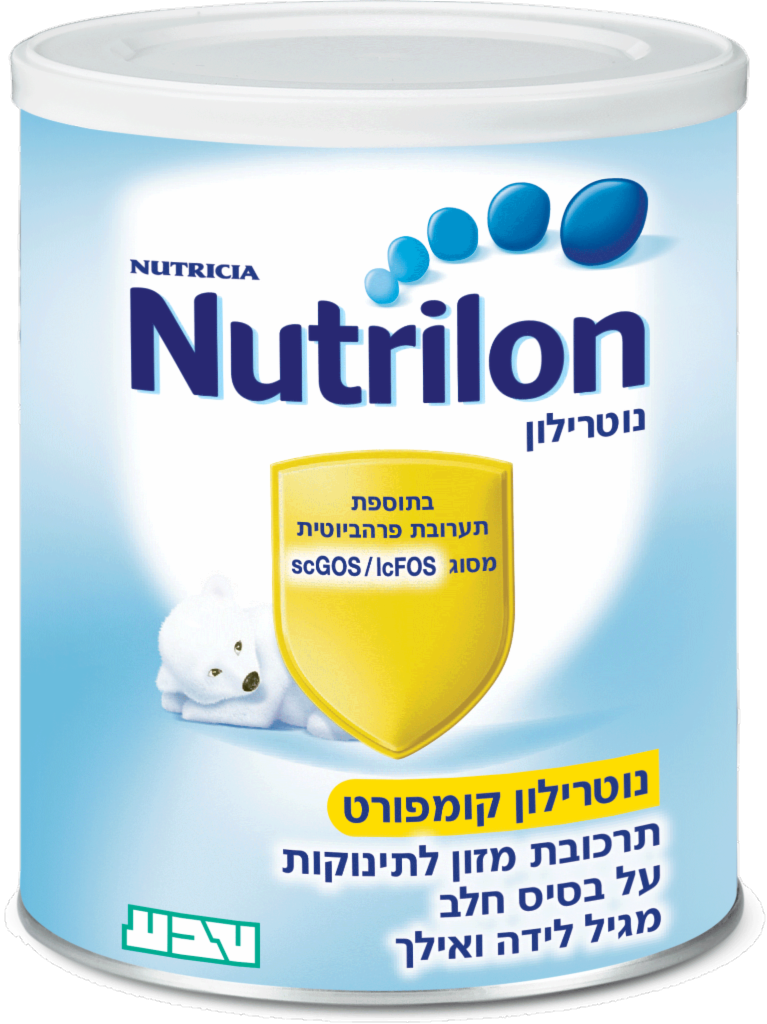 NUTRICIA
Nutrilon
נוטרילון
בתוספת
תערובת פרהביוטית
מסוג scGOS/lcFOS
נוטרילון קומפורט
תרכובת מזון לתינוקות
על בסיס חלב
מגיל לידה ואילך
טבע